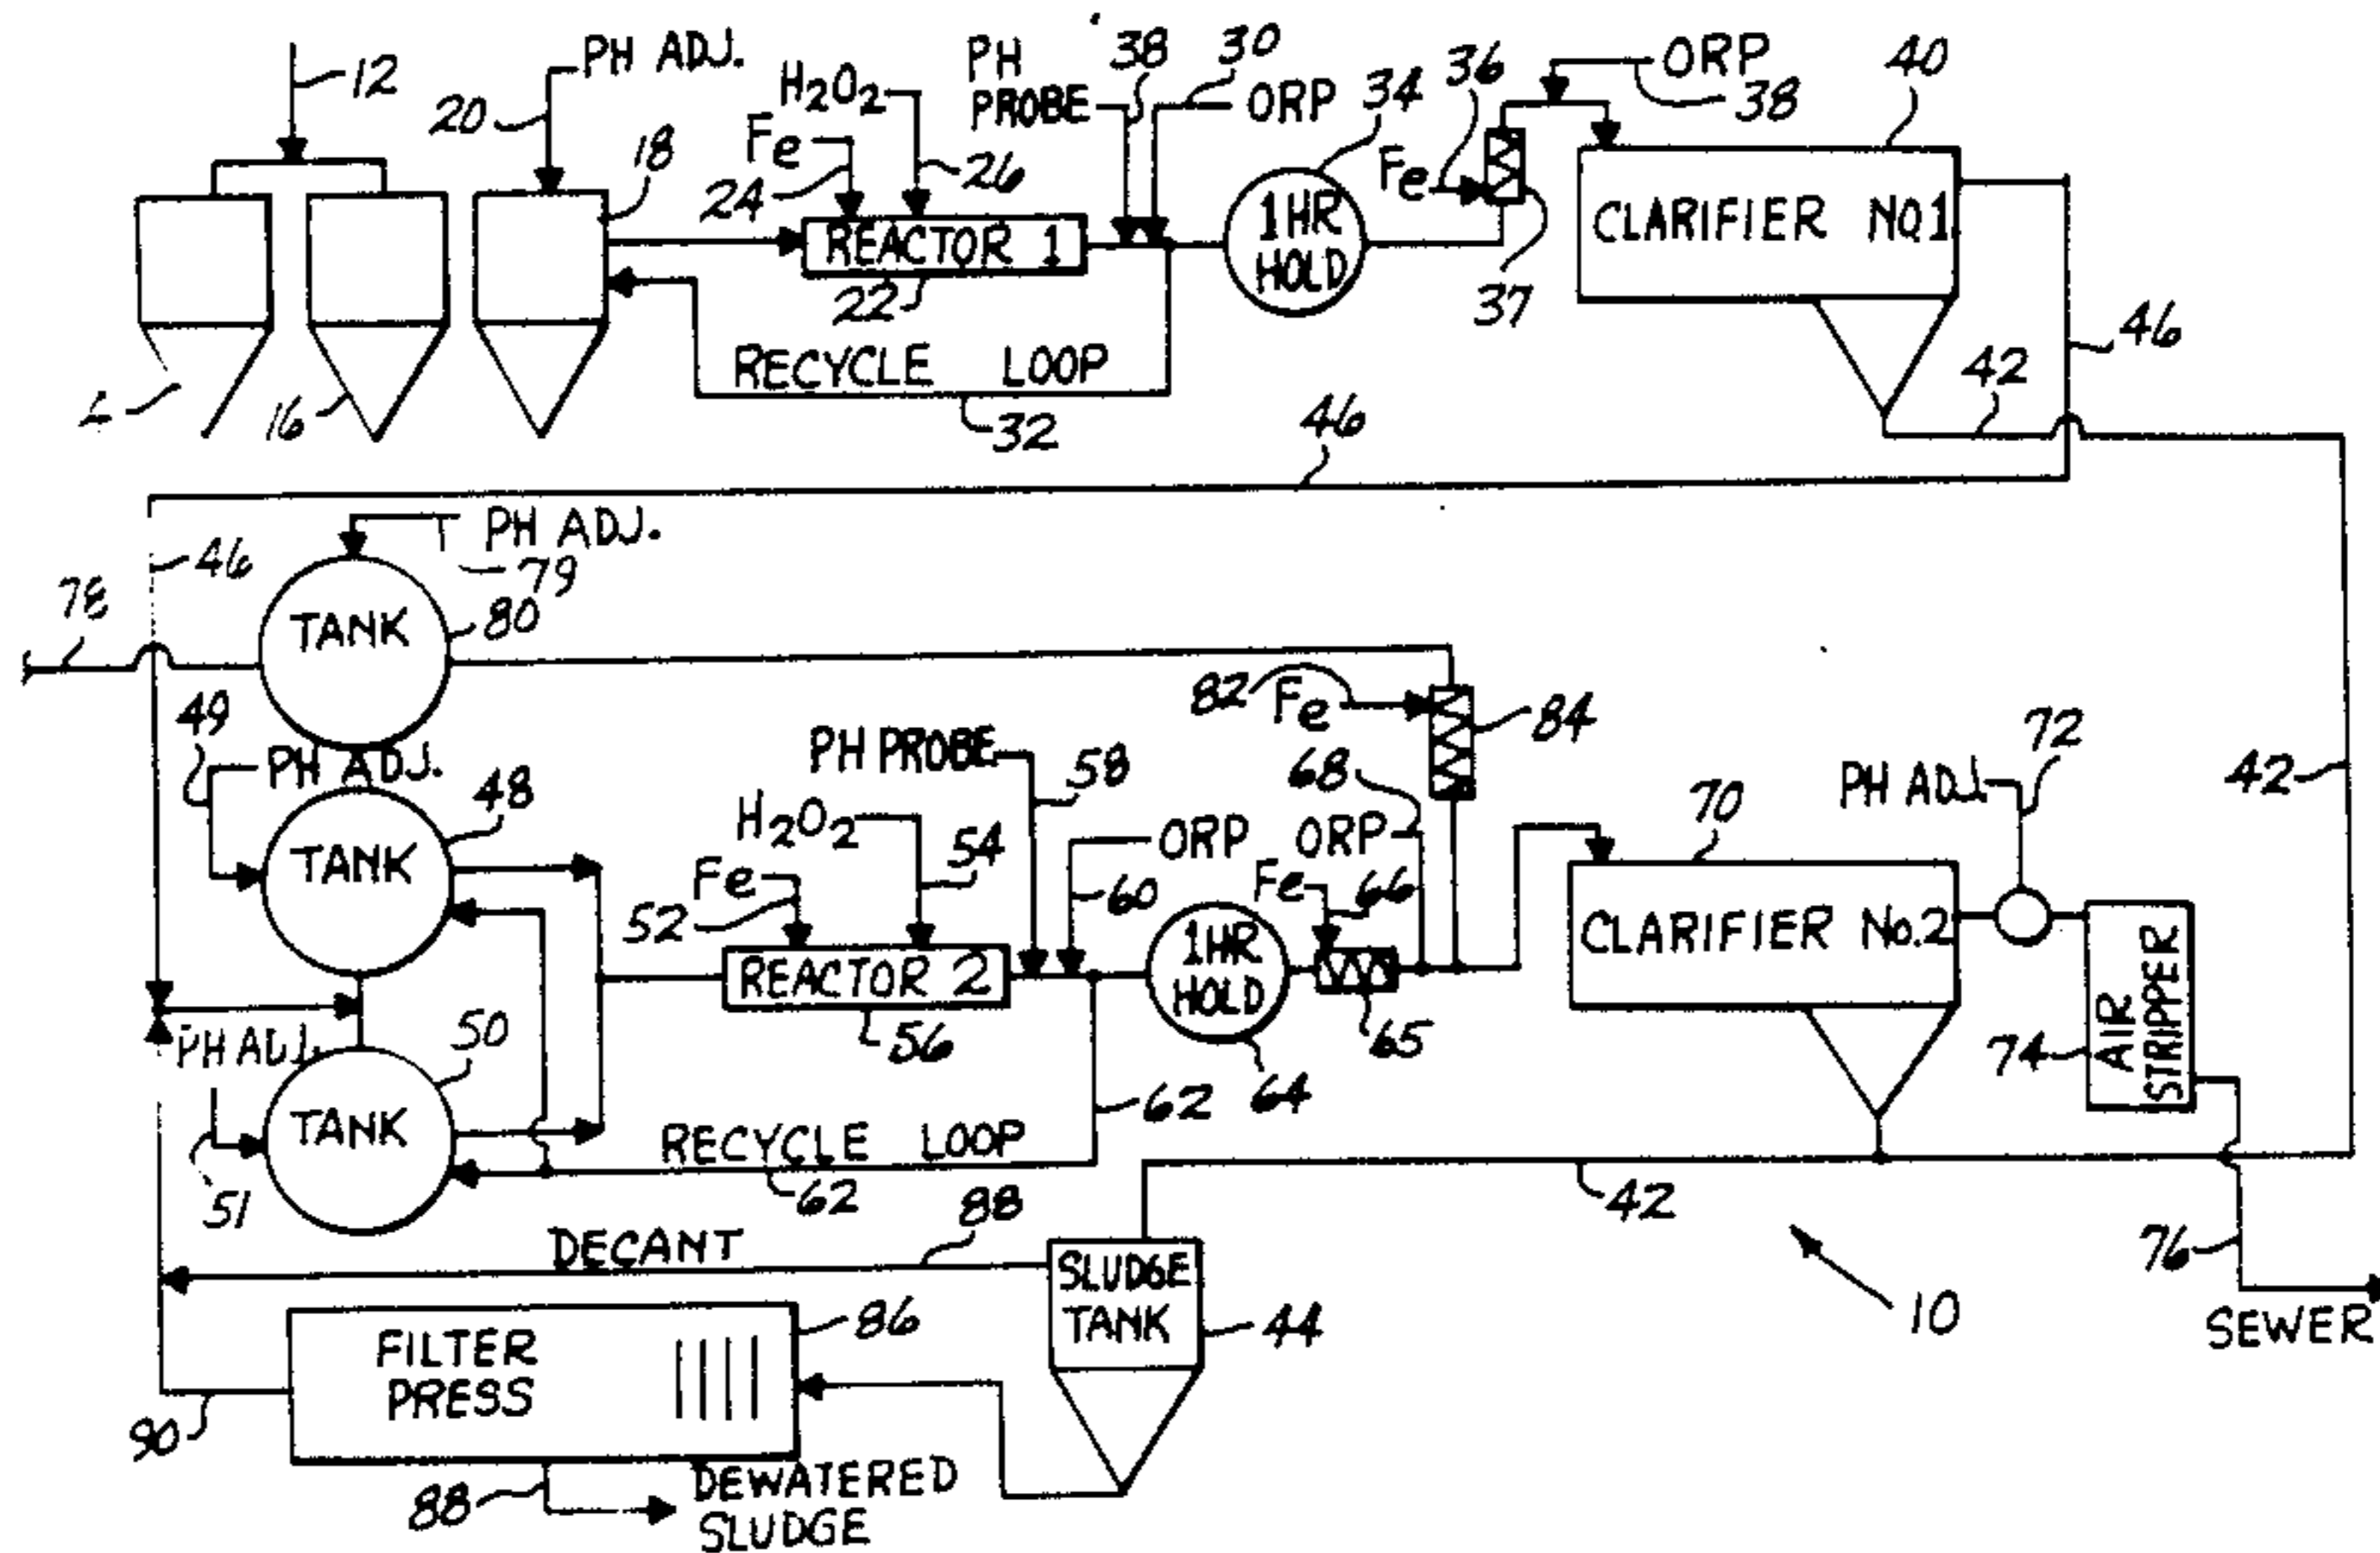 12
PH ADJ.
20
18
H2O2
Fe
24
26
PH
PROBE
38
30
ORP
34
36
Fe
37
ORP
38
40
REACTOR 1
22
1HR
HOLD
CLARIFIER NO1
16
RECYCLE LOOP
32
46
42
46
46
PH ADJ.
79
78
TANK
80
82
Fe
84
49
PH ADJ.
48
TANK
PH PROBE
58
68
H2O2
54
ORP
ORP
60
Fe
52
Fe
66
REACTOR 2
56
1HR
HOLD
64
65
70
CLARIFIER No.2
PH ADJ.
72
42
AIR
STRIPPER
74
PH ADJ.
50
TANK
51
RECYCLE LOOP
62
62
42
76
SEWER
10
DECANT
88
SLUDGE
TANK
44
FILTER
PRESS
86
90
88
DEWATERED
SLUDGE